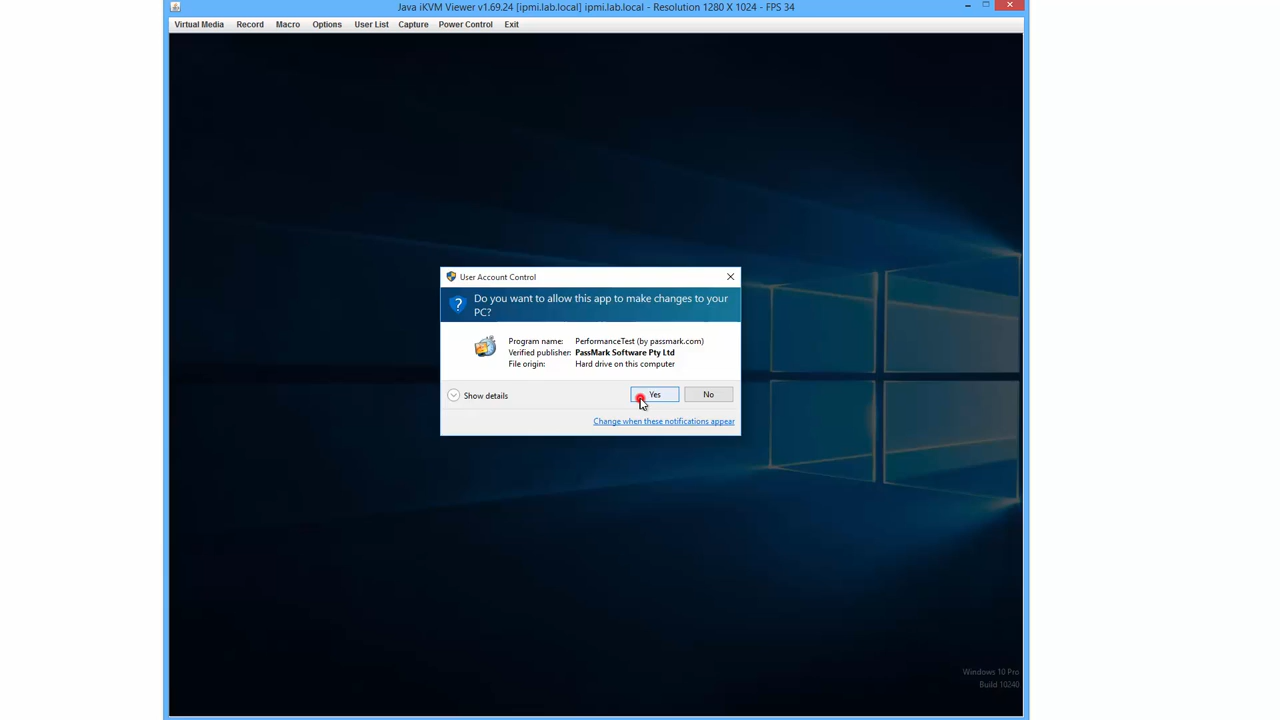 Java iKVM Viewer v1.69.24 [ipmi.lab.local] ipmi.lab.local - Resolution 1280 X 1024 - FPS 34
Virtual Media Record Macro Options User List Capture Power Control Exit
User Account Control
Do you want to allow this app to make changes to your
PC?
Program name: PerformanceTest (by passmark.com)
Verified publisher: PassMark Software Pty Ltd
File origin: Hard drive on this computer
Show details Yes No
Change when these notifications appear
Windows 10 Pro
Build 10240